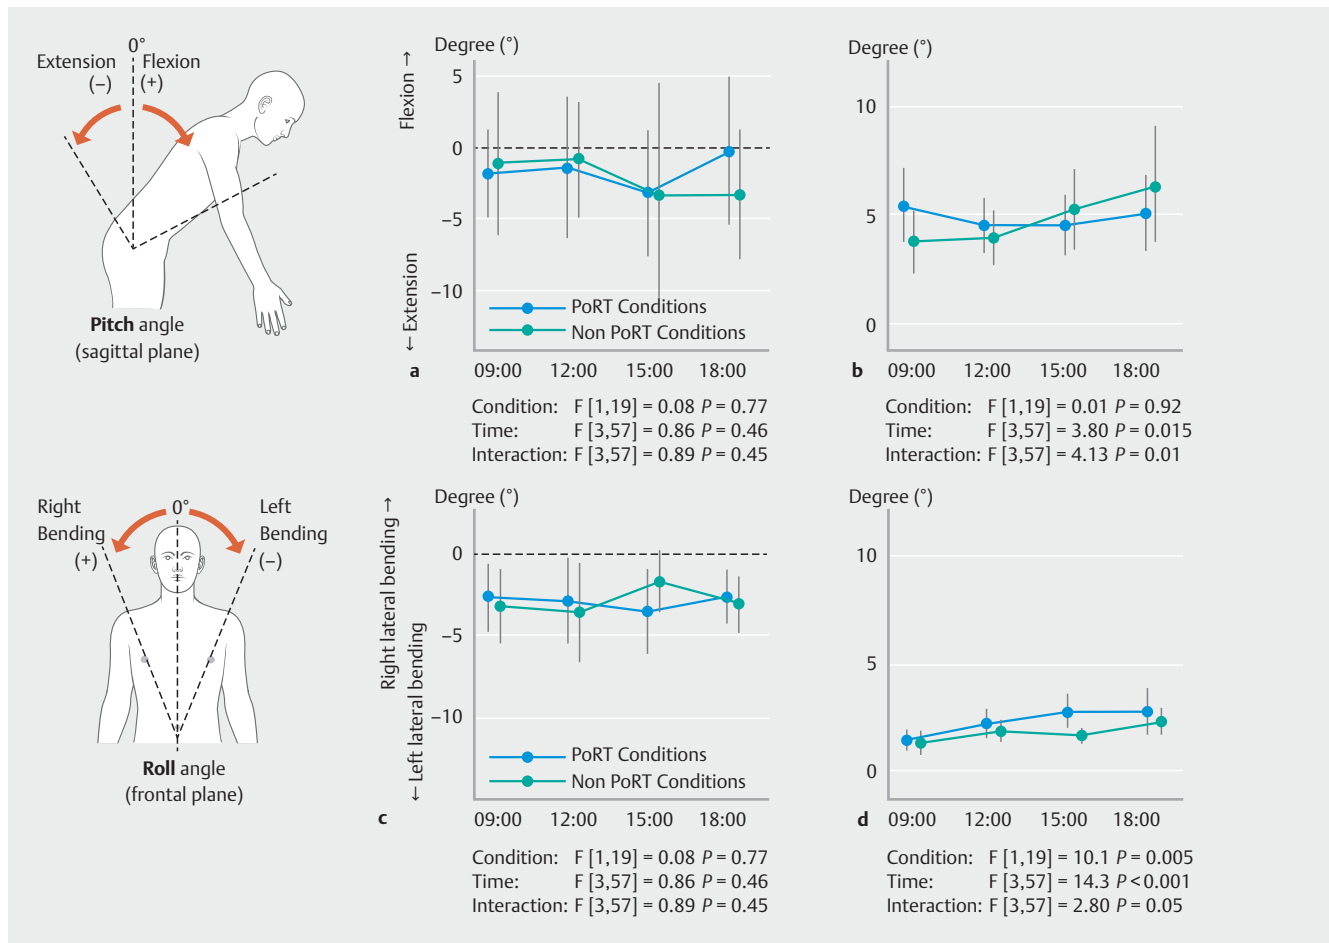 0°
Extension
(−)
Flexion
(+)
Pitch angle
(sagittal plane)
Degree (°)
Flexion →
← Extension
5
0
−5
−10
PoRT Conditions
Non PoRT Conditions
a
09:00 12:00 15:00 18:00
Condition: F [1,19] = 0.08 P = 0.77
Time: F [3,57] = 0.86 P = 0.46
Interaction: F [3,57] = 0.89 P = 0.45
Degree (°)
10
5
0
b
09:00 12:00 15:00 18:00
Condition: F [1,19] = 0.01 P = 0.92
Time: F [3,57] = 3.80 P = 0.015
Interaction: F [3,57] = 4.13 P = 0.01
Right
Bending
(+)
0°
Left
Bending
(−)
Roll angle
(frontal plane)
Degree (°)
Right lateral bending →
← Left lateral bending
0
−5
−10
PoRT Conditions
Non PoRT Conditions
c
09:00 12:00 15:00 18:00
Condition: F [1,19] = 0.08 P = 0.77
Time: F [3,57] = 0.86 P = 0.46
Interaction: F [3,57] = 0.89 P = 0.45
Degree (°)
10
5
0
d
09:00 12:00 15:00 18:00
Condition: F [1,19] = 10.1 P = 0.005
Time: F [3,57] = 14.3 P < 0.001
Interaction: F [3,57] = 2.80 P = 0.05